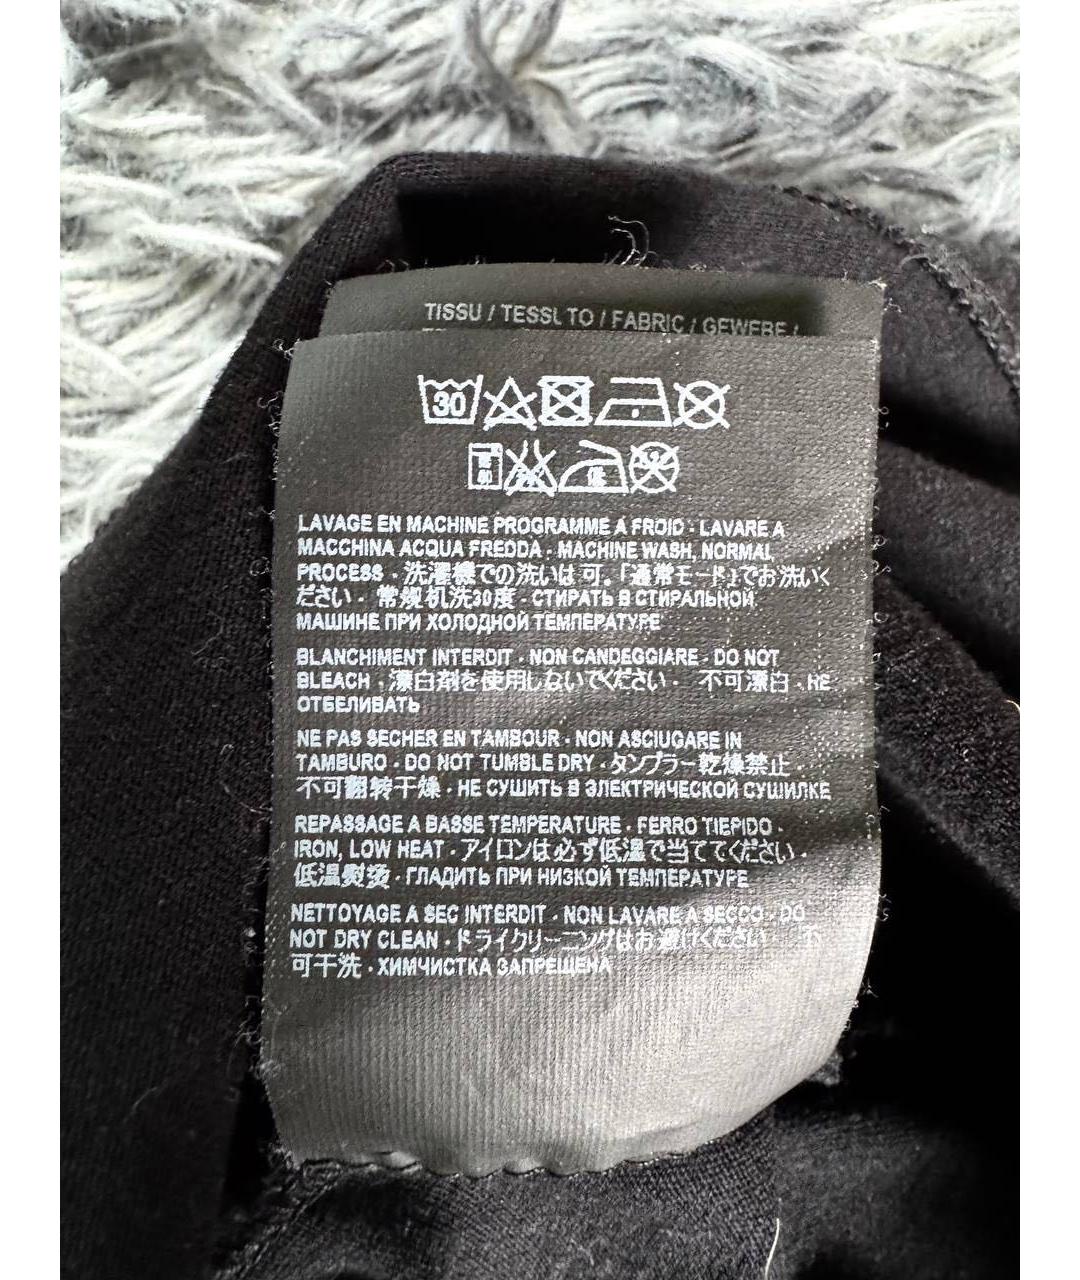 TISSU / TESSUTO / FABRIC / GEWEBE /
30
LAVAGE EN MACHINE PROGRAMME A FROID - LAVARE A
MACCHINA ACQUA FREDDA - MACHINE WASH, NORMAL
PROCESS - 洗濯機での洗いは可。「通常モード」でお洗いく
ださい - 常规机洗30度 - СТИРАТЬ В СТИРАЛЬНОЙ
МАШИНЕ ПРИ ХОЛОДНОЙ ТЕМПЕРАТУРЕ
BLANCHIMENT INTERDIT - NON CANDEGGIARE - DO NOT
BLEACH - 漂白剤を使用しないでください - 不可漂白 - НЕ
ОТБЕЛИВАТЬ
NE PAS SECHER EN TAMBOUR - NON ASCIUGARE IN
TAMBURO - DO NOT TUMBLE DRY - タンブラー乾燥禁止 -
不可翻转干燥 - НЕ СУШИТЬ В ЭЛЕКТРИЧЕСКОЙ СУШИЛКЕ
REPASSAGE A BASSE TEMPERATURE - FERRO TIEPIDO -
IRON, LOW HEAT - アイロンは必ず低温で当ててください -
低温熨烫 - ГЛАДИТЬ ПРИ НИЗКОЙ ТЕМПЕРАТУРЕ
NETTOYAGE A SEC INTERDIT - NON LAVARE A SECCO - DO
NOT DRY CLEAN - ドライクリーニングはお避けください - 不
可干洗 - ХИМЧИСТКА ЗАПРЕЩЕНА